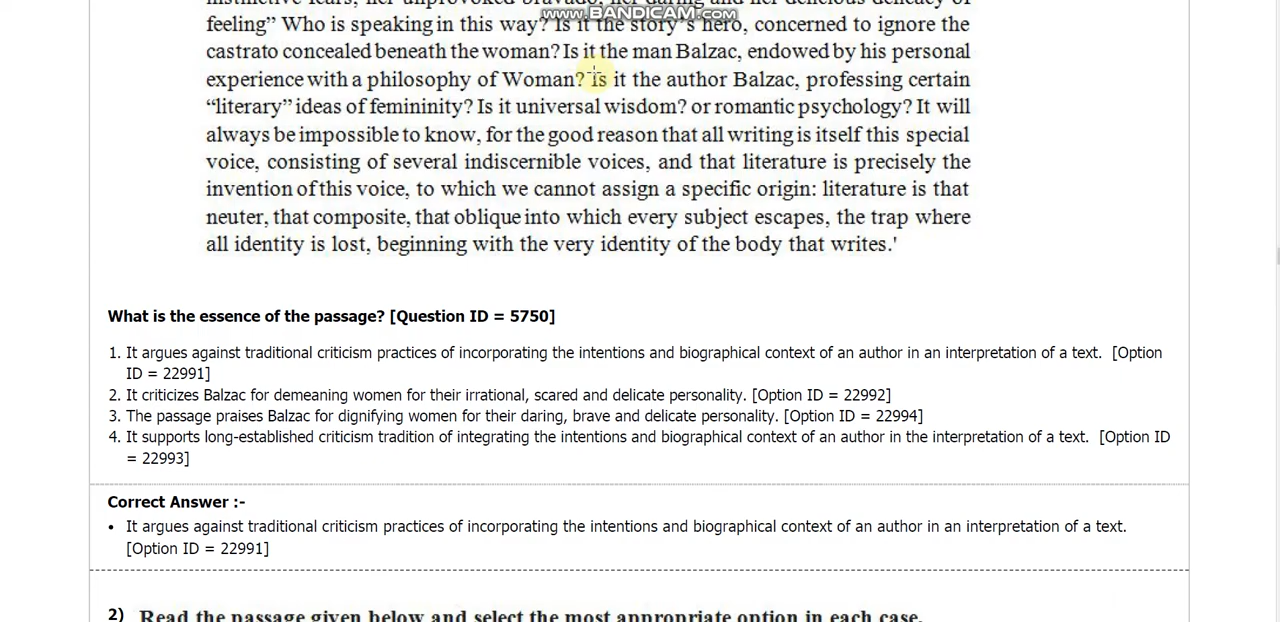 instinctive fears, her unprovoked bravado, her daring and her delicious delicacy of
www.BANDICAM.com
feeling” Who is speaking in this way? Is it the story’s hero, concerned to ignore the
castrato concealed beneath the woman? Is it the man Balzac, endowed by his personal
experience with a philosophy of Woman? Is it the author Balzac, professing certain
“literary” ideas of femininity? Is it universal wisdom? or romantic psychology? It will
always be impossible to know, for the good reason that all writing is itself this special
voice, consisting of several indiscernible voices, and that literature is precisely the
invention of this voice, to which we cannot assign a specific origin: literature is that
neuter, that composite, that oblique into which every subject escapes, the trap where
all identity is lost, beginning with the very identity of the body that writes.'
What is the essence of the passage? [Question ID = 5750]
1. It argues against traditional criticism practices of incorporating the intentions and biographical context of an author in an interpretation of a text. [Option
ID = 22991]
2. It criticizes Balzac for demeaning women for their irrational, scared and delicate personality. [Option ID = 22992]
3. The passage praises Balzac for dignifying women for their daring, brave and delicate personality. [Option ID = 22994]
4. It supports long-established criticism tradition of integrating the intentions and biographical context of an author in the interpretation of a text. [Option ID
= 22993]
Correct Answer :-
• It argues against traditional criticism practices of incorporating the intentions and biographical context of an author in an interpretation of a text.
[Option ID = 22991]
2) Read the passage given below and select the most appropriate option in each case.